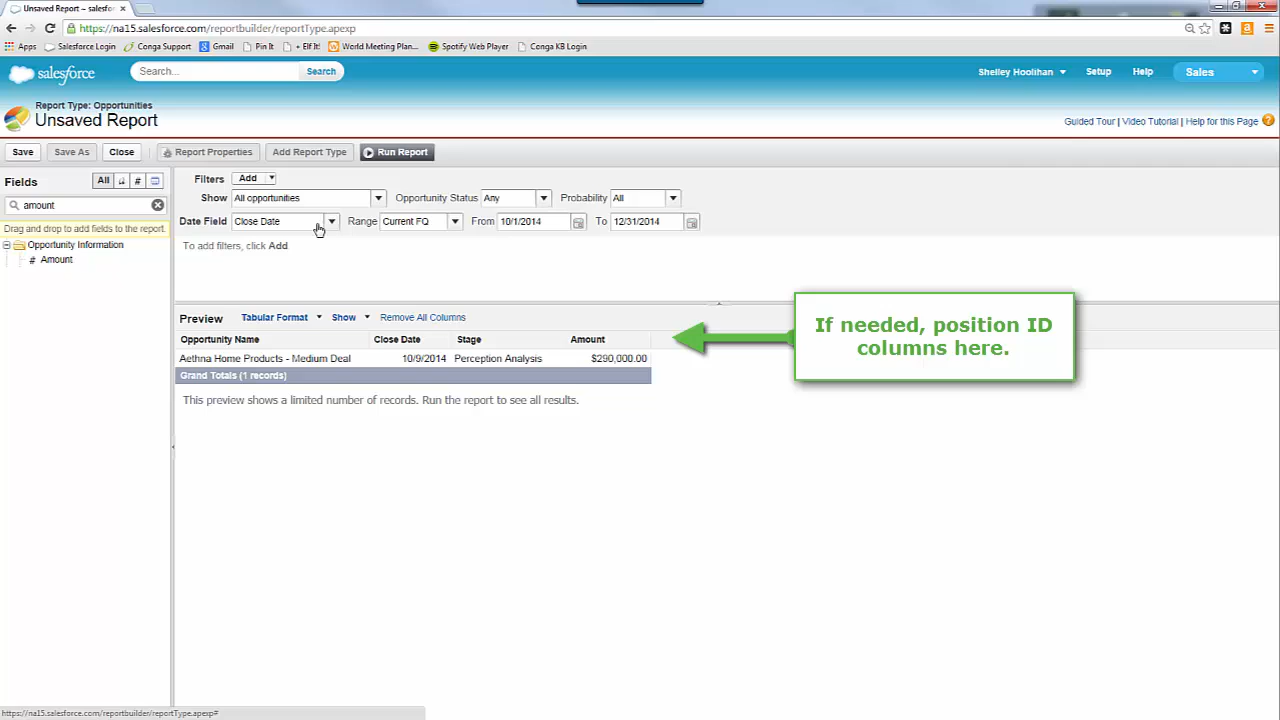 Unsaved Report ~ salesfor
https://na15.salesforce.com/reportbuilder/reportType.apexp
Apps Salesforce Login Conga Support Gmail Pin It + Elf It! World Meeting Plan... Spotify Web Player Conga KB Login
salesforce Search... Search Shelley Hoolihan Setup Help Sales
Report Type: Opportunities
Unsaved Report
Guided Tour | Video Tutorial | Help for this Page
Save Save As Close Report Properties Add Report Type Run Report
Fields All #
amount
Drag and drop to add fields to the report.
Opportunity Information
# Amount
Filters Add
Show All opportunities Opportunity Status Any Probability All
Date Field Close Date Range Current FQ From 10/1/2014 To 12/31/2014
To add filters, click Add
Preview Tabular Format Show Remove All Columns
Opportunity Name Close Date Stage Amount
Aethna Home Products - Medium Deal 10/9/2014 Perception Analysis $290,000.00
Grand Totals (1 records)
This preview shows a limited number of records. Run the report to see all results.
If needed, position ID
columns here.
https://na15.salesforce.com/reportbuilder/reportType.apexp#